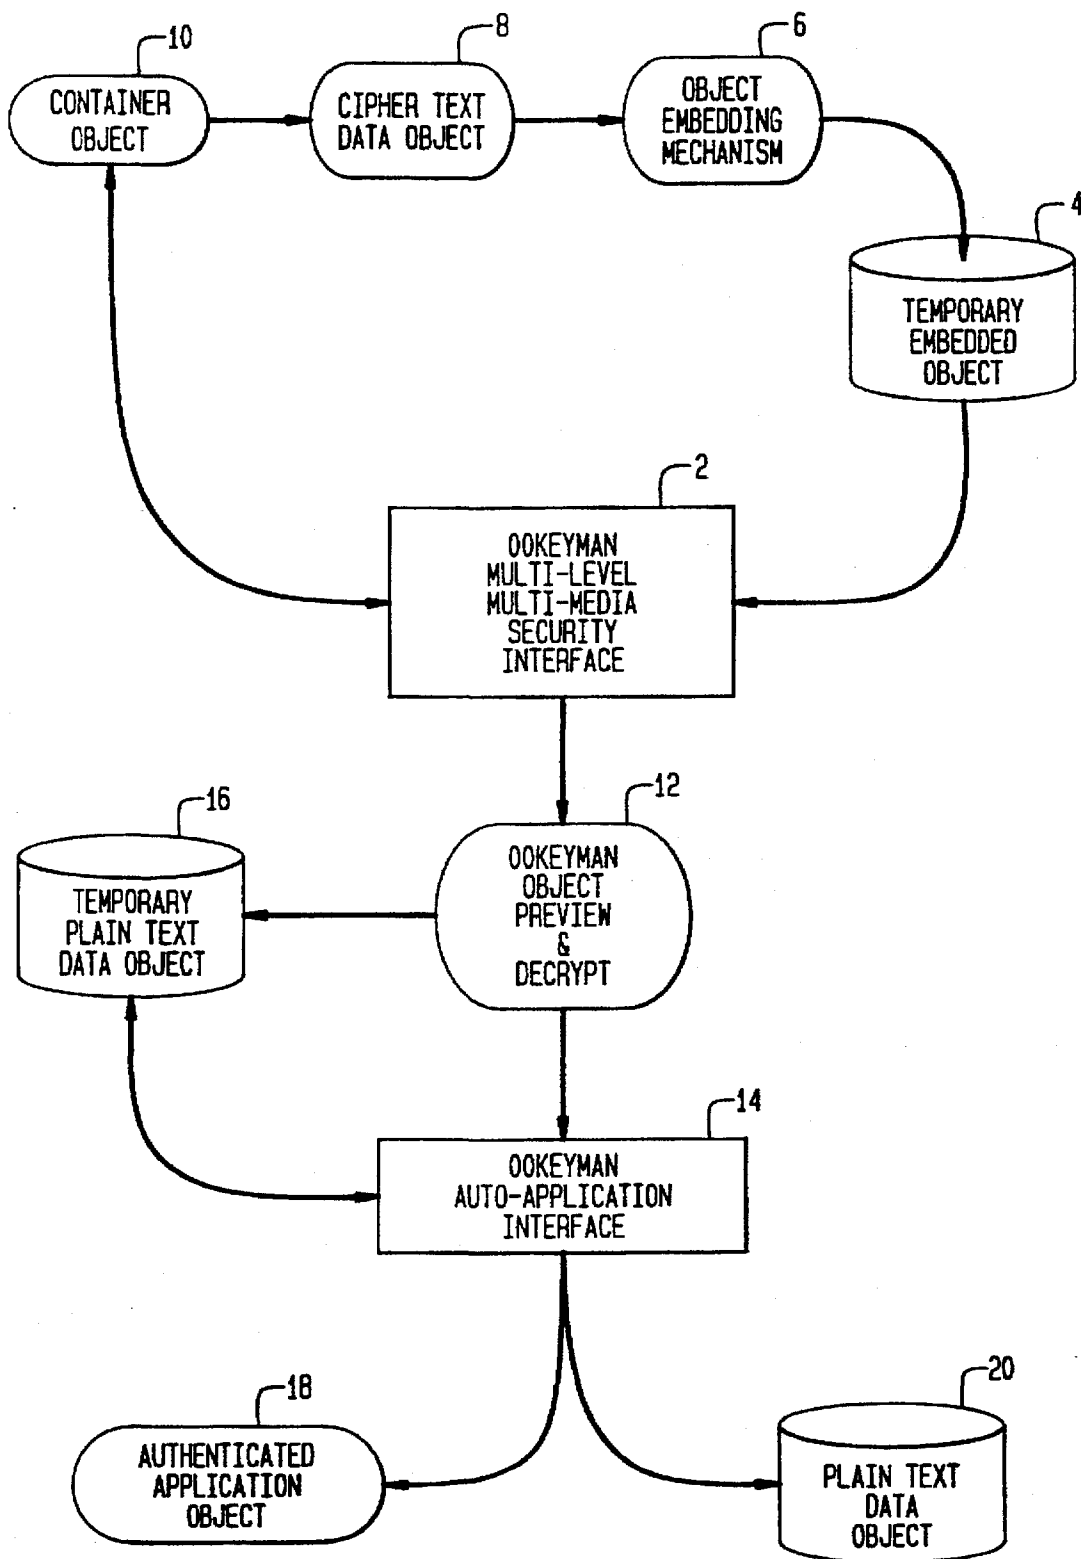 10
CONTAINER
OBJECT
8
CIPHER TEXT
DATA OBJECT
6
OBJECT
EMBEDDING
MECHANISM
4
TEMPORARY
EMBEDDED
OBJECT
2
OOKEYMAN
MULTI-LEVEL
MULTI-MEDIA
SECURITY
INTERFACE
12
OOKEYMAN
OBJECT
PREVIEW
&
DECRYPT
16
TEMPORARY
PLAIN TEXT
DATA OBJECT
14
OOKEYMAN
AUTO-APPLICATION
INTERFACE
18
AUTHENTICATED
APPLICATION
OBJECT
20
PLAIN TEXT
DATA
OBJECT